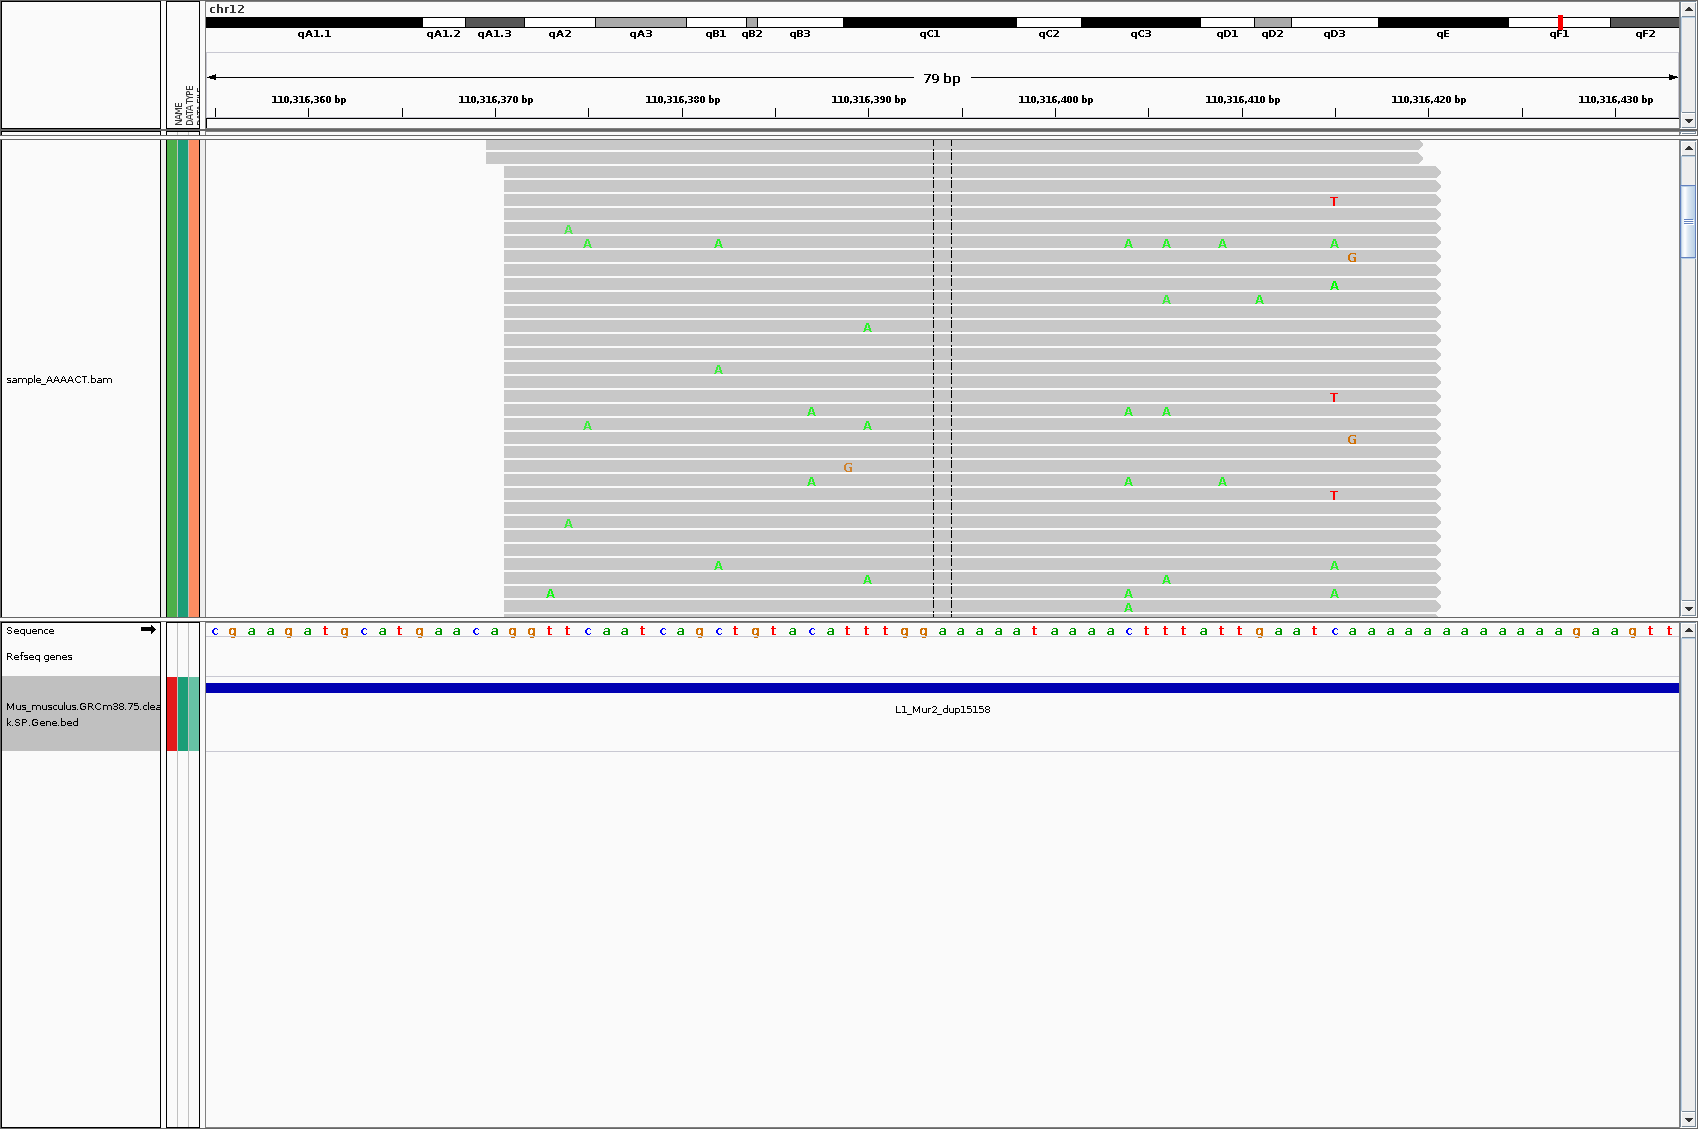 chr12
qA1.1 qA1.2 qA1.3 qA2 qA3 qB1 qB2 qB3 qC1 qC2 qC3 qD1 qD2 qD3 qE qF1 qF2
79 bp
110,316,360 bp 110,316,370 bp 110,316,380 bp 110,316,390 bp 110,316,400 bp 110,316,410 bp 110,316,420 bp 110,316,430 bp
NAME
DATA TYPE
DATA FILE
T
A
A A A A A A
G
A
A A
A
A
T
A A A
A A
G
G
A A A
T
A
A A
A A
A A A
A
sample_AAAACT.bam
Sequence c g a a g a t g c a t g a a c a g g t t c a a t c a g c t g t a c a t t t g g a a a a a t a a a a c t t t a t t g a a t c a a a a a a a a a a a a g a a g t t
Refseq genes
Mus_musculus.GRCm38.75.clea
k.SP.Gene.bed
L1_Mur2_dup15158